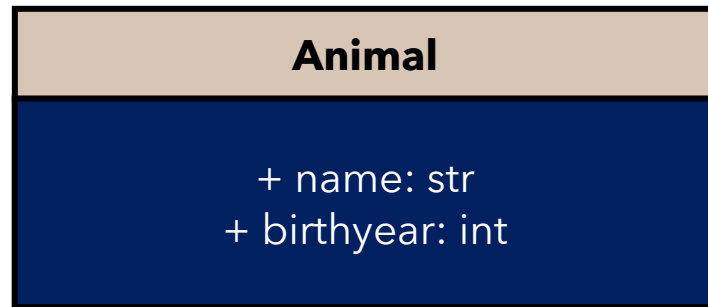 Animal
+ name: str
+ birthyear: int